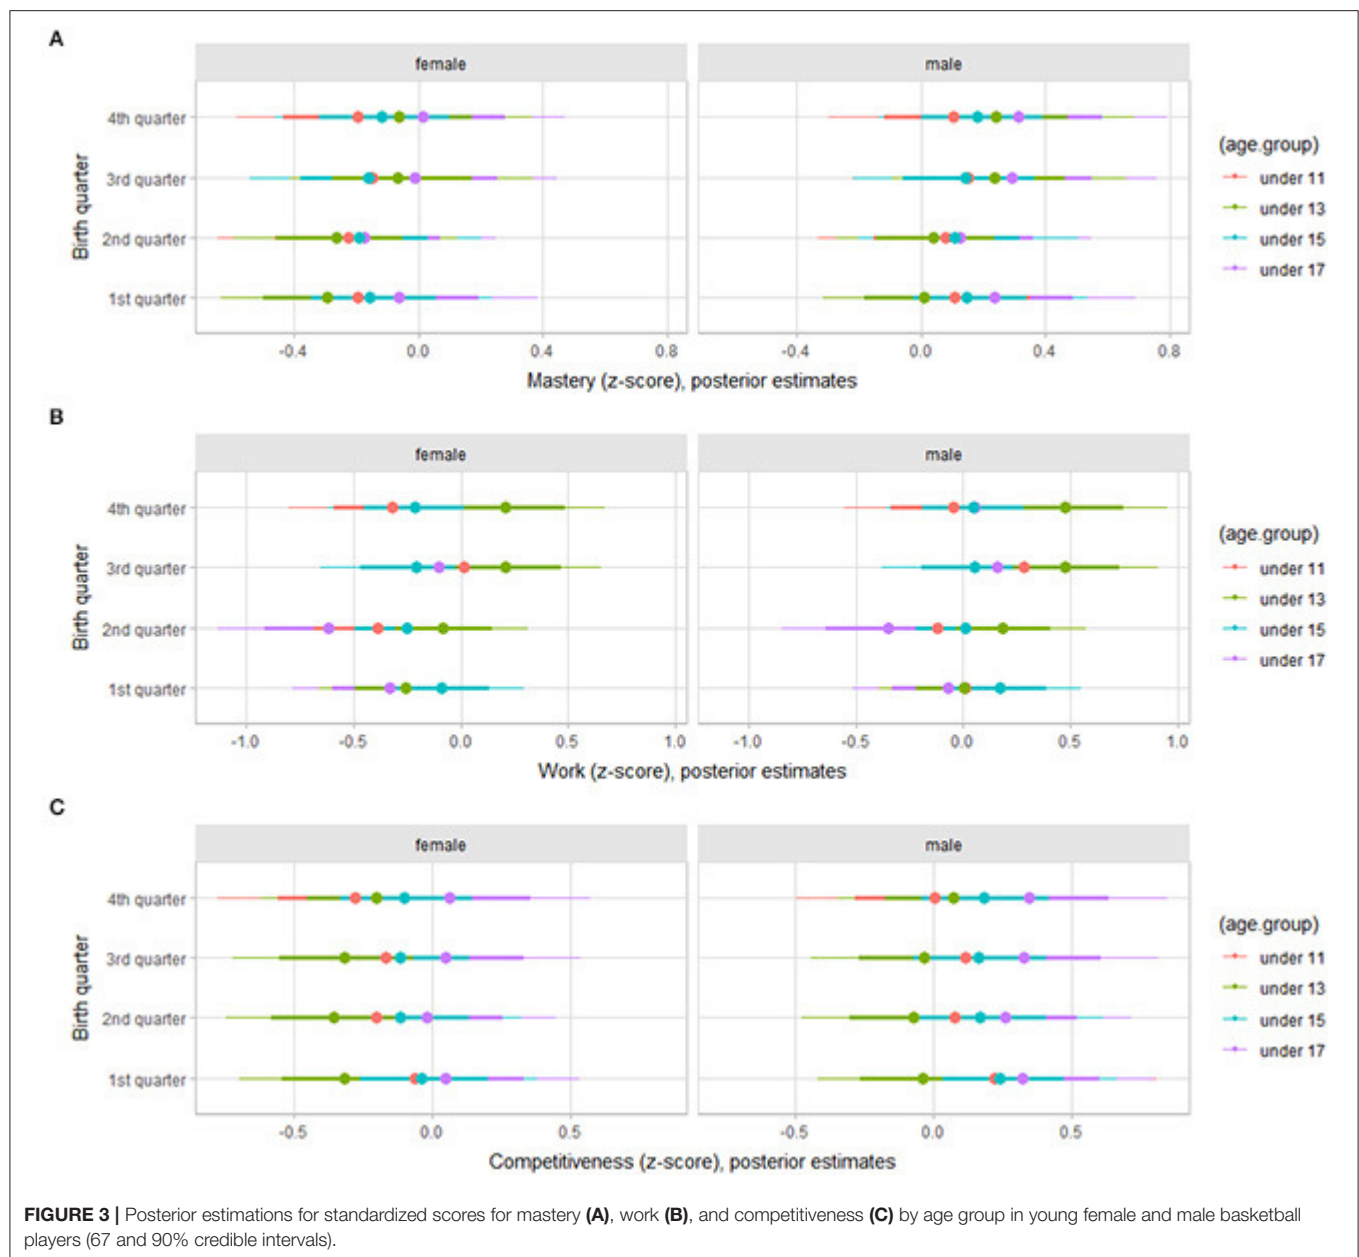 A
female male
4th quarter
3rd quarter
2nd quarter
1st quarter
Birth quarter
-0.4 0.0 0.4 0.8 -0.4 0.0 0.4 0.8
Mastery (z-score), posterior estimates
(age.group)
under 11
under 13
under 15
under 17
B
female male
4th quarter
3rd quarter
2nd quarter
1st quarter
Birth quarter
-1.0 -0.5 0.0 0.5 1.0 -1.0 -0.5 0.0 0.5 1.0
Work (z-score), posterior estimates
(age.group)
under 11
under 13
under 15
under 17
C
female male
4th quarter
3rd quarter
2nd quarter
1st quarter
Birth quarter
-0.5 0.0 0.5 -0.5 0.0 0.5
Competitiveness (z-score), posterior estimates
(age.group)
under 11
under 13
under 15
under 17
FIGURE 3 | Posterior estimations for standardized scores for mastery (A), work (B), and competitiveness (C) by age group in young female and male basketball
players (67 and 90% credible intervals).